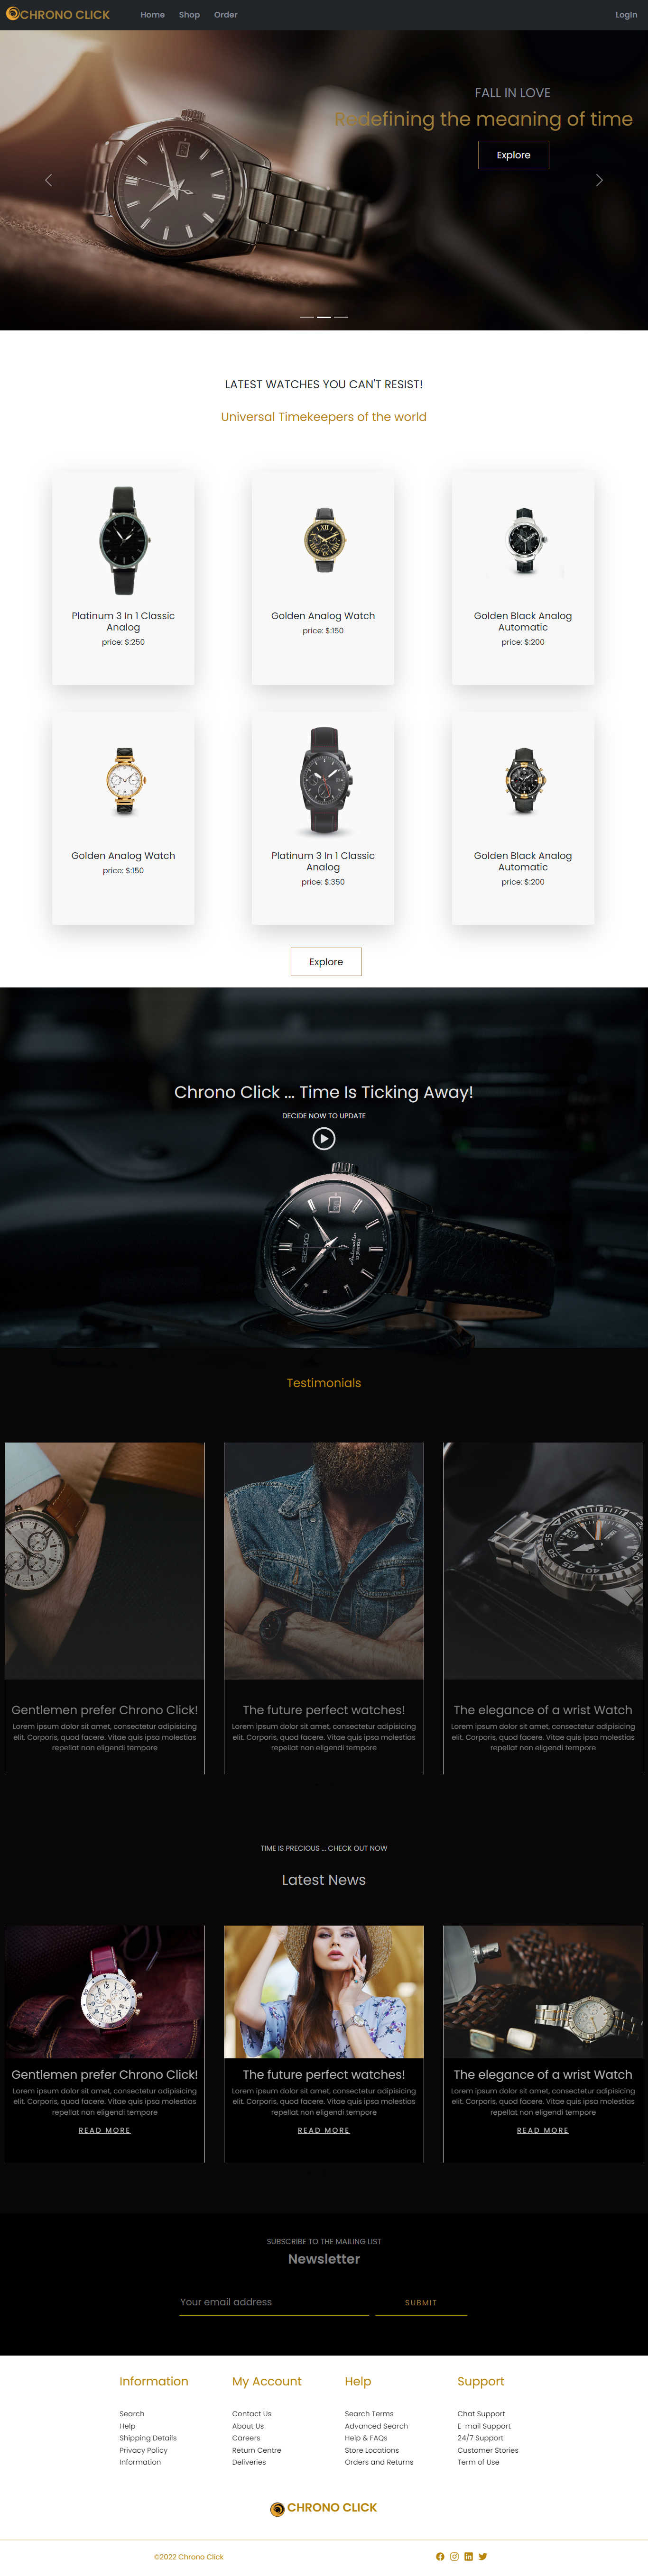 CHRONO CLICK Home Shop Order LogIn
FALL IN LOVE
Redefining the meaning of time
Explore
LATEST WATCHES YOU CAN'T RESIST!
Universal Timekeepers of the world
Platinum 3 In 1 Classic
Analog
price: $:250
Golden Analog Watch
price: $:150
Golden Black Analog
Automatic
price: $:200
Golden Analog Watch
price: $:150
Platinum 3 In 1 Classic
Analog
price: $:350
Golden Black Analog
Automatic
price: $:200
Explore
Chrono Click ... Time Is Ticking Away!
DECIDE NOW TO UPDATE
SEIKO
Automatic
Testimonials
Gentlemen prefer Chrono Click!
Lorem ipsum dolor sit amet, consectetur adipisicing
elit. Corporis, quod facere. Vitae quis ipsa molestias
repellat non eligendi tempore
The future perfect watches!
Lorem ipsum dolor sit amet, consectetur adipisicing
elit. Corporis, quod facere. Vitae quis ipsa molestias
repellat non eligendi tempore
The elegance of a wrist Watch
Lorem ipsum dolor sit amet, consectetur adipisicing
elit. Corporis, quod facere. Vitae quis ipsa molestias
repellat non eligendi tempore
TIME IS PRECIOUS ... CHECK OUT NOW
Latest News
Gentlemen prefer Chrono Click!
Lorem ipsum dolor sit amet, consectetur adipisicing
elit. Corporis, quod facere. Vitae quis ipsa molestias
repellat non eligendi tempore
READ MORE
The future perfect watches!
Lorem ipsum dolor sit amet, consectetur adipisicing
elit. Corporis, quod facere. Vitae quis ipsa molestias
repellat non eligendi tempore
READ MORE
The elegance of a wrist Watch
Lorem ipsum dolor sit amet, consectetur adipisicing
elit. Corporis, quod facere. Vitae quis ipsa molestias
repellat non eligendi tempore
READ MORE
SUBSCRIBE TO THE MAILING LIST
Newsletter
Your email address SUBMIT
Information
Search
Help
Shipping Details
Privacy Policy
Information
My Account
Contact Us
About Us
Careers
Return Centre
Deliveries
Help
Search Terms
Advanced Search
Help & FAQs
Store Locations
Orders and Returns
Support
Chat Support
E-mail Support
24/7 Support
Customer Stories
Term of Use
CHRONO CLICK
©2022 Chrono Click